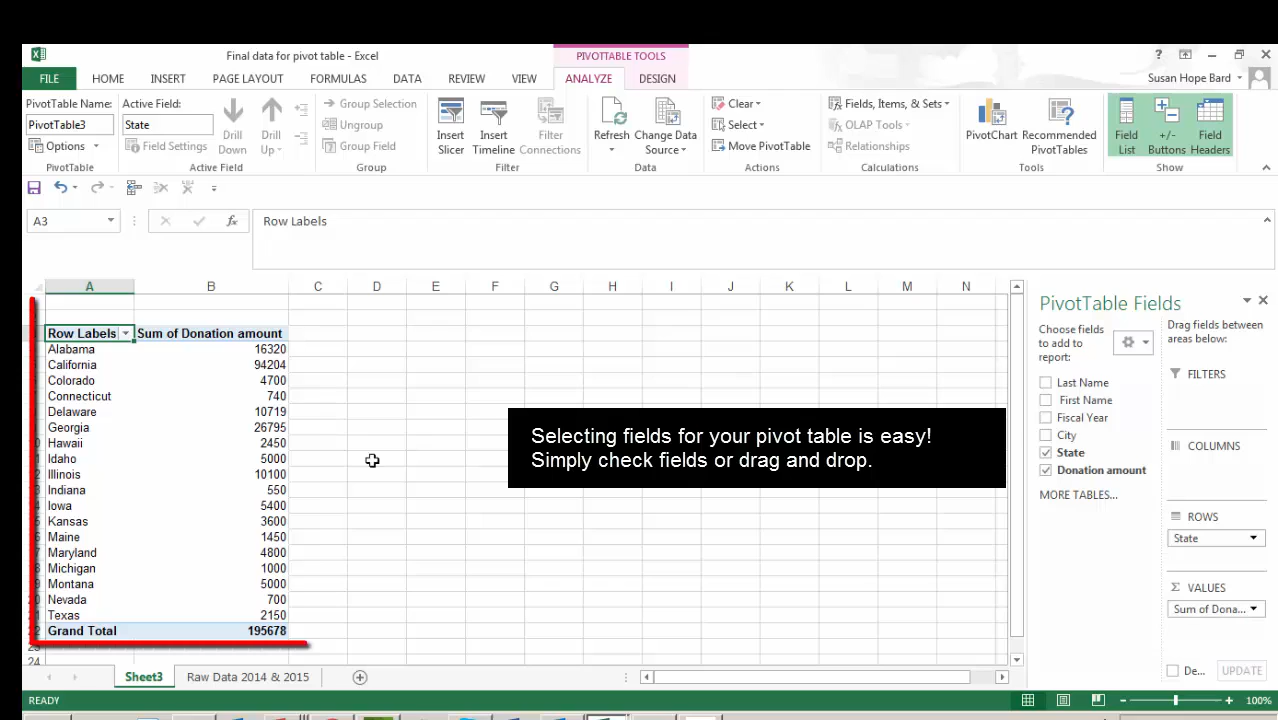 Final data for pivot table - Excel
PIVOTTABLE TOOLS
?
FILE HOME INSERT PAGE LAYOUT FORMULAS DATA REVIEW VIEW ANALYZE DESIGN
Susan Hope Bard
PivotTable Name:
PivotTable3
Options
PivotTable
Active Field:
State
Field Settings
Drill Down
Drill Up
Active Field
Group Selection
Ungroup
Group Field
Group
Insert Slicer
Insert Timeline
Filter Connections
Filter
Refresh
Change Data Source
Data
Clear
Select
Move PivotTable
Actions
Fields, Items, & Sets
OLAP Tools
Relationships
Calculations
PivotChart
Recommended PivotTables
Tools
Field List
+/- Buttons
Field Headers
Show
A3
fx
Row Labels
A B C D E F G H I J K L M N
Row Labels Sum of Donation amount
Alabama 16320
California 94204
Colorado 4700
Connecticut 740
Delaware 10719
Georgia 26795
Hawaii 2450
Idaho 5000
Illinois 10100
Indiana 550
Iowa 5400
Kansas 3600
Maine 1450
Maryland 4800
Michigan 1000
Montana 5000
Nevada 700
Texas 2150
Grand Total 195678
23
24
Selecting fields for your pivot table is easy!
Simply check fields or drag and drop.
PivotTable Fields
Choose fields
to add to
report:
Last Name
First Name
Fiscal Year
City
State
Donation amount
MORE TABLES...
Drag fields between
areas below:
FILTERS
COLUMNS
ROWS
State
Σ VALUES
Sum of Dona...
De...
UPDATE
Sheet3
Raw Data 2014 & 2015
READY
100%